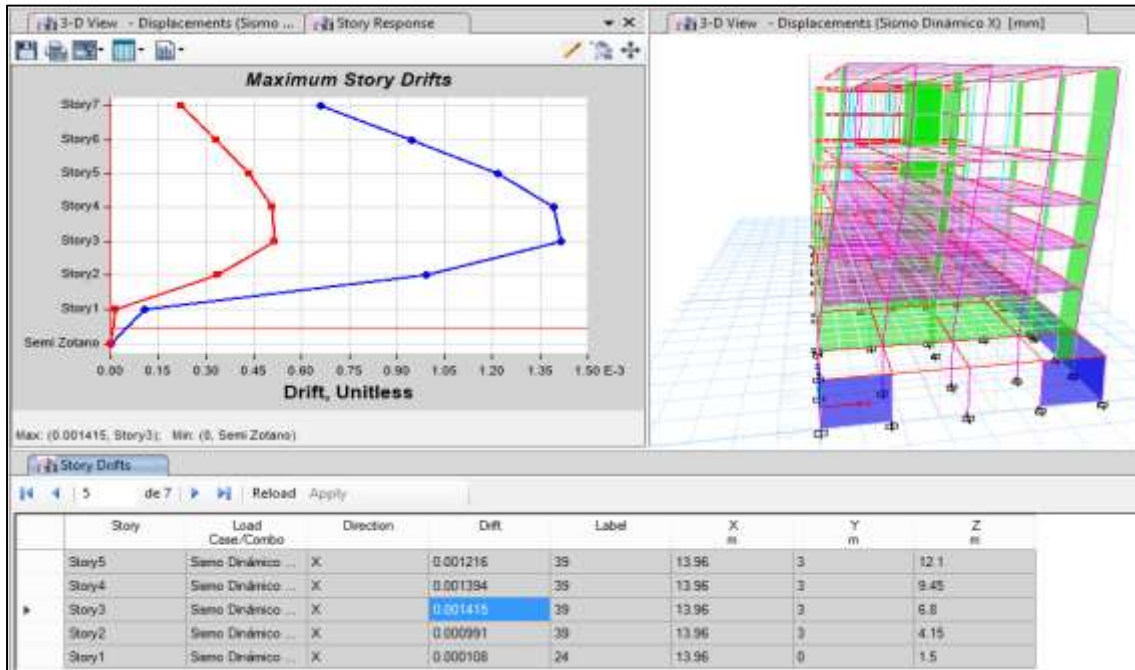 3-D View - Displacements (Sismo ... Story Response
3-D View - Displacements (Sismo Dinámico X) [mm]
Maximum Story Drifts
Story7
Story6
Story5
Story4
Story3
Story2
Story1
Semi Zotano
0.00 0.15 0.30 0.45 0.60 0.75 0.90 1.05 1.20 1.35 1.50 E-3
Drift, Unitless
Max: (0.001415, Story3); Min: (0, Semi Zotano)
Story Drifts
5 de 7 Reload Apply
Story Load Case/Combo Direction Drift Label X m Y m Z m
Story5 Sismo Dinámico ... X 0.001216 39 13.96 3 12.1
Story4 Sismo Dinámico ... X 0.001394 39 13.96 3 9.45
Story3 Sismo Dinámico ... X 0.001415 39 13.96 3 6.8
Story2 Sismo Dinámico ... X 0.000991 39 13.96 3 4.15
Story1 Sismo Dinámico ... X 0.000108 24 13.96 0 1.5